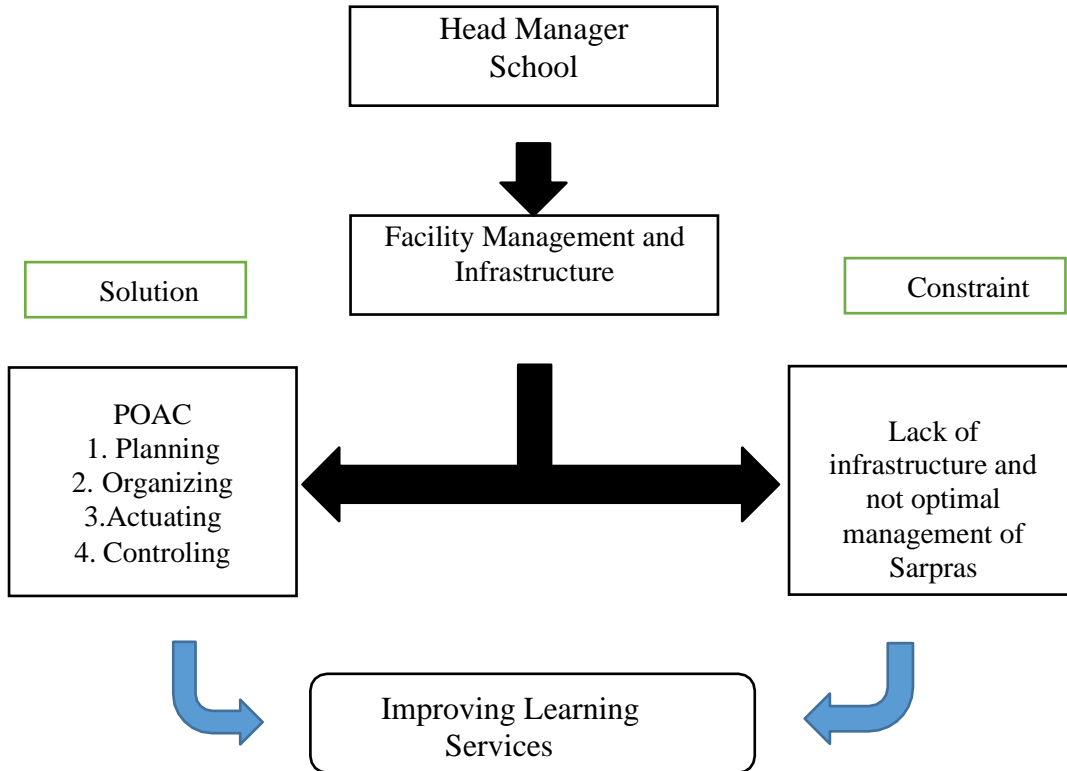 Head Manager
School
Facility Management and
Infrastructure
Solution
Constraint
POAC
1. Planning
2. Organizing
3.Actuating
4. Controling
Lack of
infrastructure and
not optimal
management of
Sarpras
Improving Learning
Services